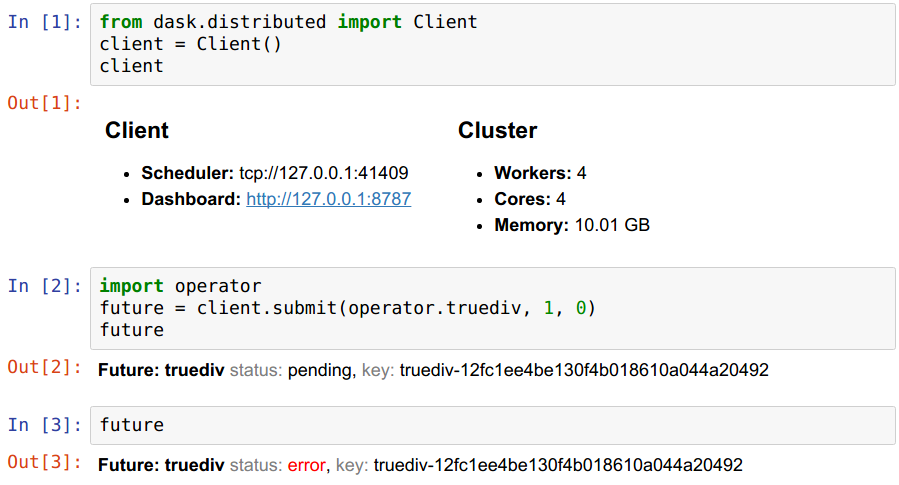 In [1]: from dask.distributed import Client
client = Client()
client
Out[1]:
Client
• Scheduler: tcp://127.0.0.1:41409
• Dashboard: http://127.0.0.1:8787
Cluster
• Workers: 4
• Cores: 4
• Memory: 10.01 GB
In [2]: import operator
future = client.submit(operator.truediv, 1, 0)
future
Out[2]: Future: truediv status: pending, key: truediv-12fc1ee4be130f4b018610a044a20492
In [3]: future
Out[3]: Future: truediv status: error, key: truediv-12fc1ee4be130f4b018610a044a20492